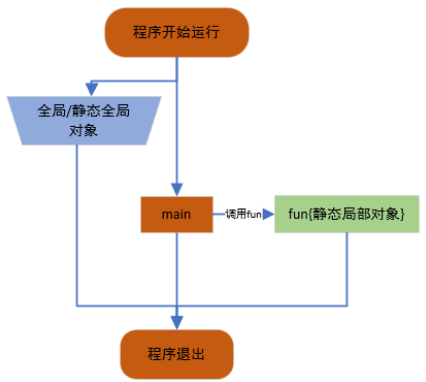 程序开始运行
全局/静态全局
对象
main
调用fun
fun{静态局部对象}
程序退出